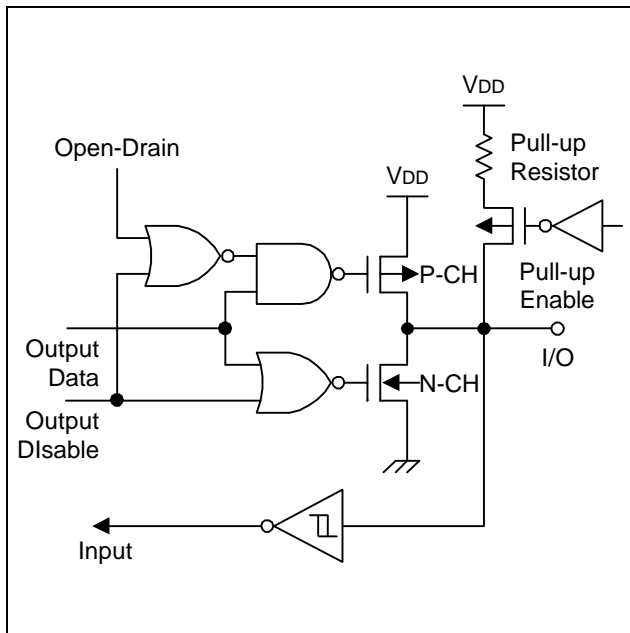 VDD
Pull-up
Resistor
Open-Drain
VDD
P-CH
Pull-up
Enable
Output
Data
I/O
N-CH
Output
DIsable
Input